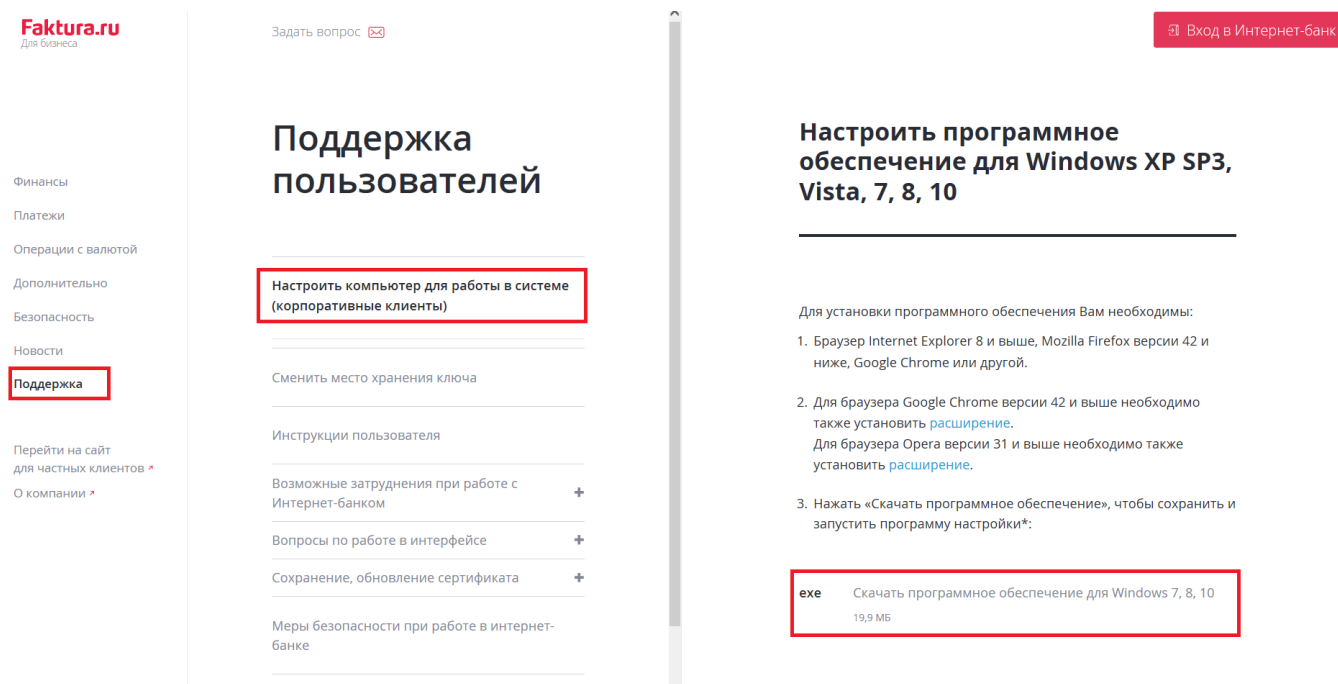 Faktura.ru
Для бизнеса
Финансы
Платежи
Операции с валютой
Дополнительно
Безопасность
Новости
Поддержка
Перейти на сайт
для частных клиентов
О компании
Задать вопрос
Поддержка
пользователей
Настроить компьютер для работы в системе
(корпоративные клиенты)
Сменить место хранения ключа
Инструкции пользователя
Возможные затруднения при работе с
Интернет-банком
Вопросы по работе в интерфейсе
Сохранение, обновление сертификата
Меры безопасности при работе в интернет-
банке
Вход в Интернет-банк
Настроить программное
обеспечение для Windows XP SP3,
Vista, 7, 8, 10
Для установки программного обеспечения Вам необходимы:
1. Браузер Internet Explorer 8 и выше, Mozilla Firefox версии 42 и
ниже, Google Chrome или другой.
2. Для браузера Google Chrome версии 42 и выше необходимо
также установить расширение.
Для браузера Opera версии 31 и выше необходимо также
установить расширение.
3. Нажать «Скачать программное обеспечение», чтобы сохранить и
запустить программу настройки*:
exe Скачать программное обеспечение для Windows 7, 8, 10
19,9 МБ